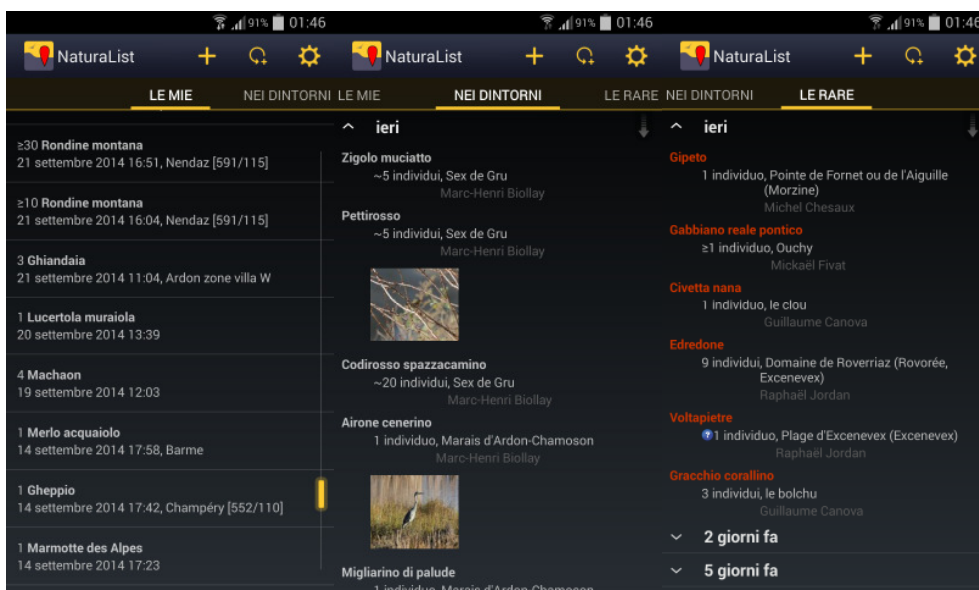 91% 01:46
NaturaList
LE MIE NEI DINTORNI
≥30 Rondine montana
21 settembre 2014 16:51, Nendaz [591/115]
≥10 Rondine montana
21 settembre 2014 16:04, Nendaz [591/115]
3 Ghiandaia
21 settembre 2014 11:04, Ardon zone villa W
1 Lucertola muraiola
20 settembre 2014 13:39
4 Machaon
19 settembre 2014 12:03
1 Merlo acquaiolo
14 settembre 2014 17:58, Barme
1 Gheppio
14 settembre 2014 17:42, Champéry [552/110]
1 Marmotte des Alpes
14 settembre 2014 17:23
91% 01:46
NaturaList
LE MIE NEI DINTORNI LE RARE
ieri
Zigolo muciatto
~5 individui, Sex de Gru
Marc-Henri Biollay
Pettirosso
~5 individui, Sex de Gru
Marc-Henri Biollay
Codirosso spazzacamino
~20 individui, Sex de Gru
Marc-Henri Biollay
Airone cenerino
1 individuo, Marais d'Ardon-Chamoson
Marc-Henri Biollay
Migliarino di palude
1 individuo, Marais d'Ardon-Chamoson
91% 01:46
NaturaList
NEI DINTORNI LE RARE
ieri
Gipeto
1 individuo, Pointe de Fornet ou de l'Aiguille
(Morzine)
Michel Chesaux
Gabbiano reale pontico
≥1 individuo, Ouchy
Mickaël Fivat
Civetta nana
1 individuo, le clou
Guillaume Canova
Edredone
9 individui, Domaine de Roverriaz (Rovorée,
Excenevex)
Raphaël Jordan
Voltapietre
?1 individuo, Plage d'Excenevex (Excenevex)
Raphaël Jordan
Gracchio corallino
3 individui, le bolchu
Guillaume Canova
2 giorni fa
5 giorni fa